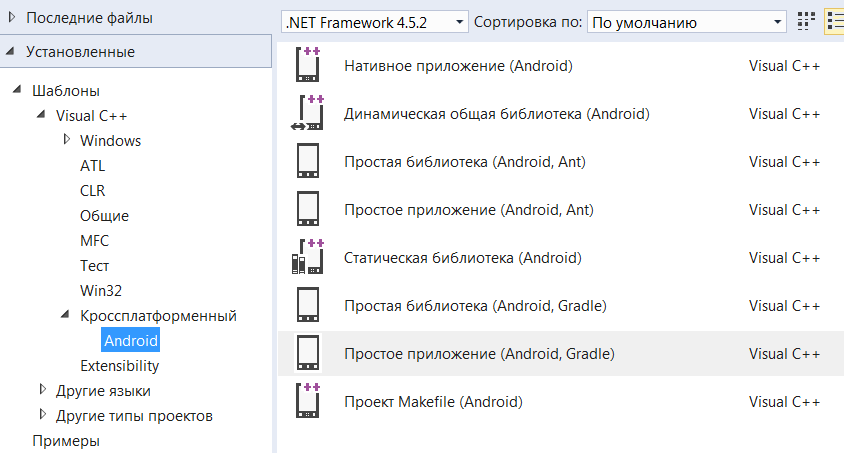 Последние файлы
Установленные
Шаблоны
Visual C++
Windows
ATL
CLR
Общие
MFC
Тест
Win32
Кроссплатформенный
Android
Extensibility
Другие языки
Другие типы проектов
Примеры
.NET Framework 4.5.2 Сортировка по: По умолчанию
Нативное приложение (Android) Visual C++
Динамическая общая библиотека (Android) Visual C++
Простая библиотека (Android, Ant) Visual C++
Простое приложение (Android, Ant) Visual C++
Статическая библиотека (Android) Visual C++
Простая библиотека (Android, Gradle) Visual C++
Простое приложение (Android, Gradle) Visual C++
Проект Makefile (Android) Visual C++